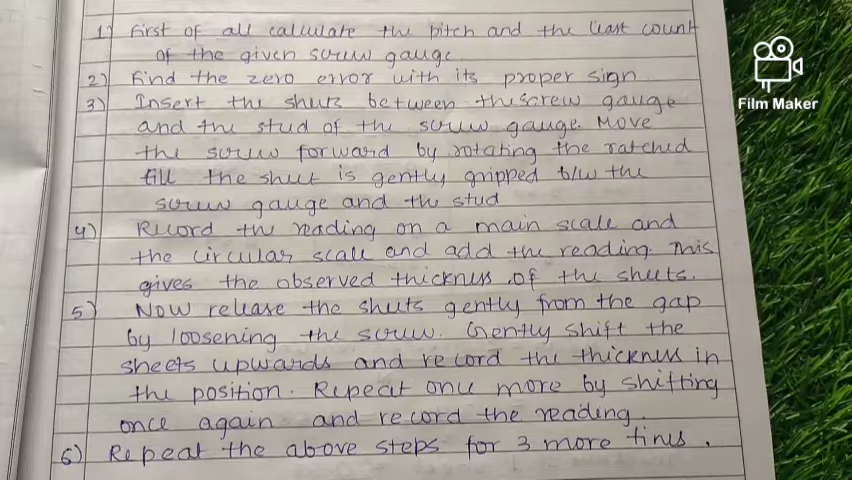 1) First of all calculate the pitch and the least count
of the given screw gauge
2) Find the zero error with its proper sign
3) Insert the sheets between the screw gauge
and the stud of the screw gauge. Move
the screw forward by rotating the ratched
till the sheet is gently gripped b/w the
screw gauge and the stud
4) Record the reading on a main scale and
the circular scale and add the reading. This
gives the observed thickness of the sheets.
5) Now release the sheets gently from the gap
by loosening the screw. Gently shift the
sheets upwards and record the thickness in
the position. Repeat once more by shifting
once again and record the reading.
6) Repeat the above steps for 3 more times.
Film Maker